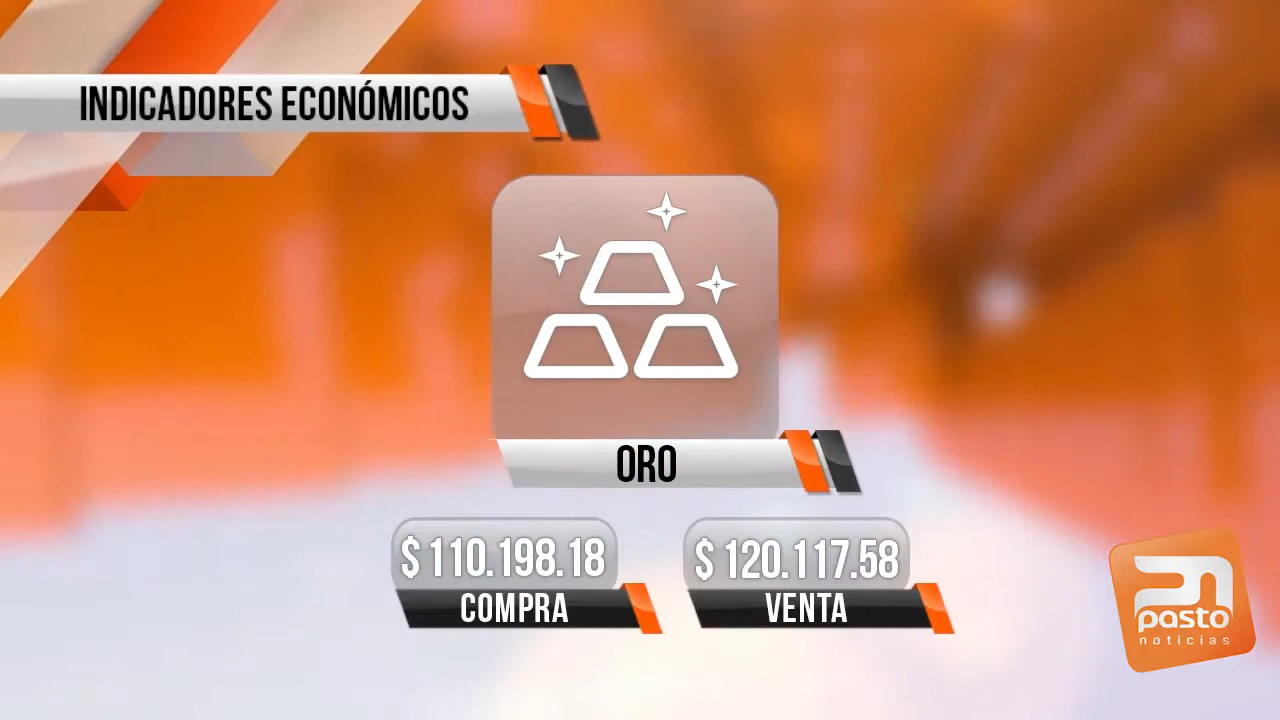 INDICADORES ECONÓMICOS
ORO
$ 110.198.18
$ 120.117.58
COMPRA
VENTA
pasto
noticias